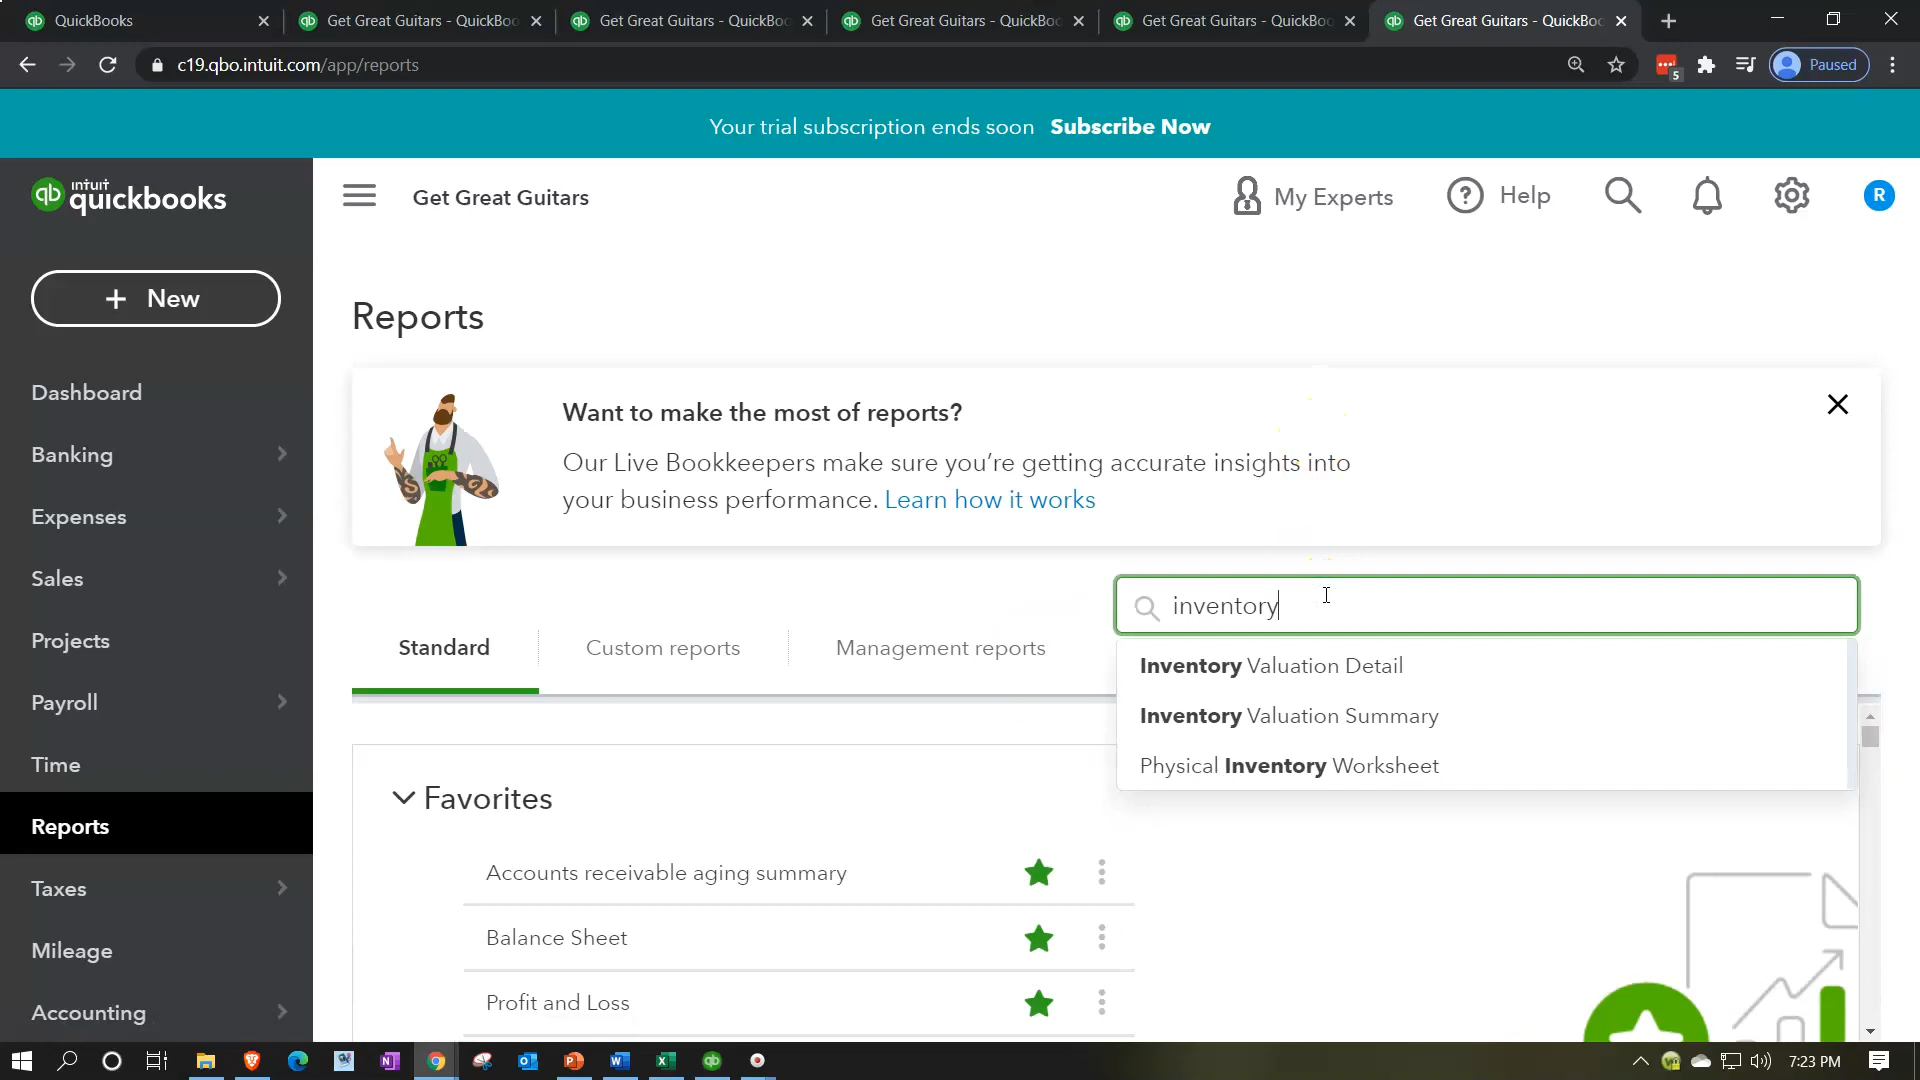 QuickBooks
Get Great Guitars - QuickBoo
Get Great Guitars - QuickBoo
Get Great Guitars - QuickBoo
Get Great Guitars - QuickBoo
Get Great Guitars - QuickBoo
c19.qbo.intuit.com/app/reports
5
Paused
Your trial subscription ends soon Subscribe Now
qb intuit quickbooks
Get Great Guitars
My Experts
Help
R
+ New
Reports
Dashboard
Banking
Expenses
Sales
Projects
Payroll
Time
Reports
Taxes
Mileage
Accounting
Want to make the most of reports?
Our Live Bookkeepers make sure you're getting accurate insights into
your business performance. Learn how it works
inventory
Inventory Valuation Detail
Inventory Valuation Summary
Physical Inventory Worksheet
Standard
Custom reports
Management reports
Favorites
Accounts receivable aging summary
Balance Sheet
Profit and Loss
7:23 PM